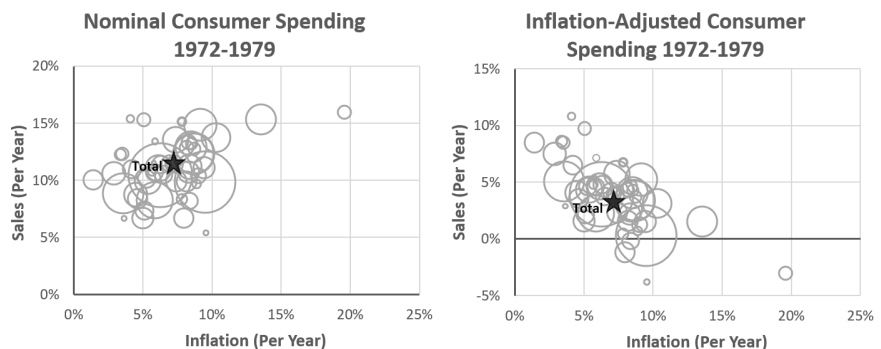 Nominal Consumer Spending
1972-1979
20%
15%
10%
5%
0%
Sales (Per Year)
Total
0%
5%
10%
15%
20%
25%
Inflation (Per Year)
Inflation-Adjusted Consumer
Spending 1972-1979
15%
10%
5%
0%
-5%
Sales (Per Year)
Total
0%
5%
10%
15%
20%
25%
Inflation (Per Year)